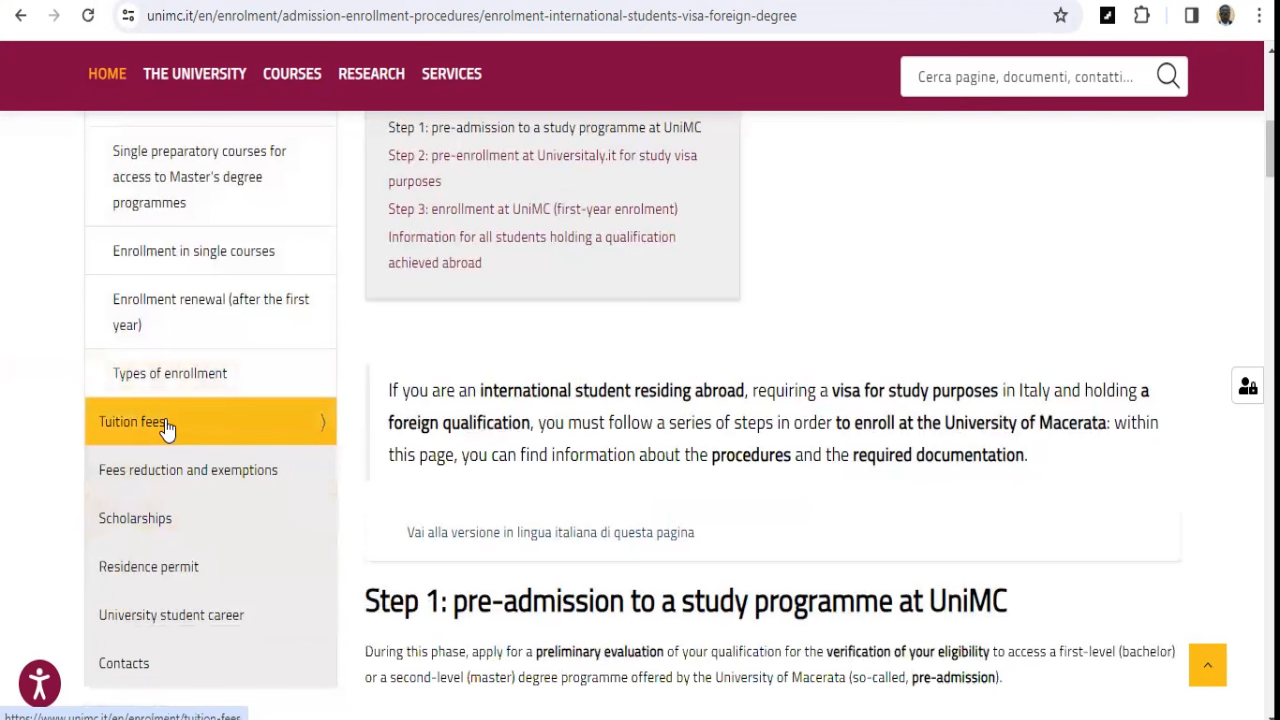 unimc.it/en/enrolment/admission-enrollment-procedures/enrolment-international-students-visa-foreign-degree
HOME THE UNIVERSITY COURSES RESEARCH SERVICES
Cerca pagine, documenti, contatti...
Single preparatory courses for
access to Master's degree
programmes
Enrollment in single courses
Enrollment renewal (after the first
year)
Types of enrollment
Tuition fees
Fees reduction and exemptions
Scholarships
Residence permit
University student career
Contacts
Step 1: pre-admission to a study programme at UniMC
Step 2: pre-enrollment at Universitaly.it for study visa
purposes
Step 3: enrollment at UniMC (first-year enrolment)
Information for all students holding a qualification
achieved abroad
If you are an international student residing abroad, requiring a visa for study purposes in Italy and holding a
foreign qualification, you must follow a series of steps in order to enroll at the University of Macerata: within
this page, you can find information about the procedures and the required documentation.
Vai alla versione in lingua italiana di questa pagina
Step 1: pre-admission to a study programme at UniMC
During this phase, apply for a preliminary evaluation of your qualification for the verification of your eligibility to access a first-level (bachelor)
or a second-level (master) degree programme offered by the University of Macerata (so-called, pre-admission).
https://www.unimc.it/en/enrolment/tuition-fees